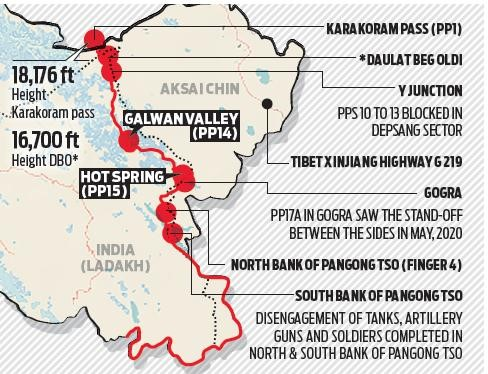 KARAKORAM PASS (PP1)
*DAULAT BEG OLDI
18,176 ft
Height
Karakoram pass
AKSAI CHIN
Y JUNCTION
PPS 10 TO 13 BLOCKED IN
DEPSANG SECTOR
GALWAN VALLEY
(PP14)
16,700 ft
Height DBO*
TIBET XINJIANG HIGHWAY G 219
HOT SPRING
(PP15)
GOGRA
PP17A IN GOGRA SAW THE STAND-OFF
BETWEEN THE SIDES IN MAY, 2020
INDIA
(LADAKH)
NORTH BANK OF PANGONG TSO (FINGER 4)
SOUTH BANK OF PANGONG TSO
DISENGAGEMENT OF TANKS, ARTILLERY
GUNS AND SOLDIERS COMPLETED IN
NORTH & SOUTH BANK OF PANGONG TSO